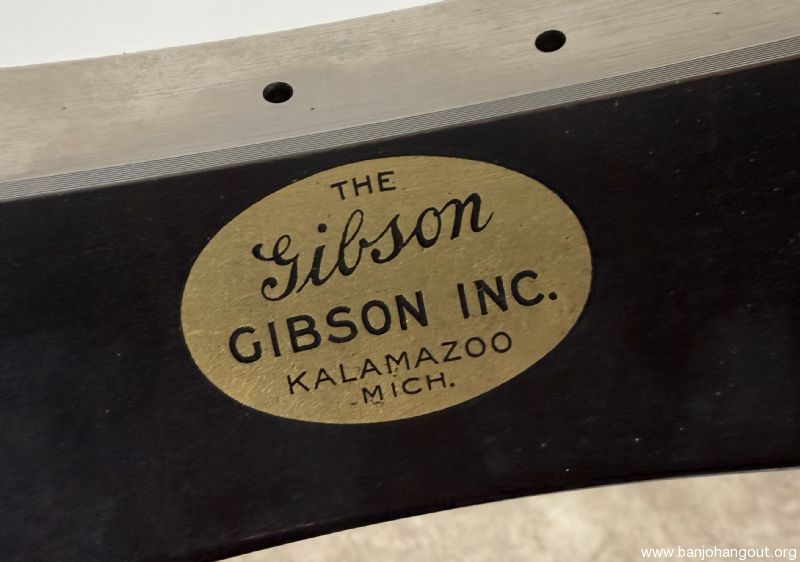 THE
Gibson
GIBSON INC.
KALAMAZOO
MICH.
www.banjohangout.org